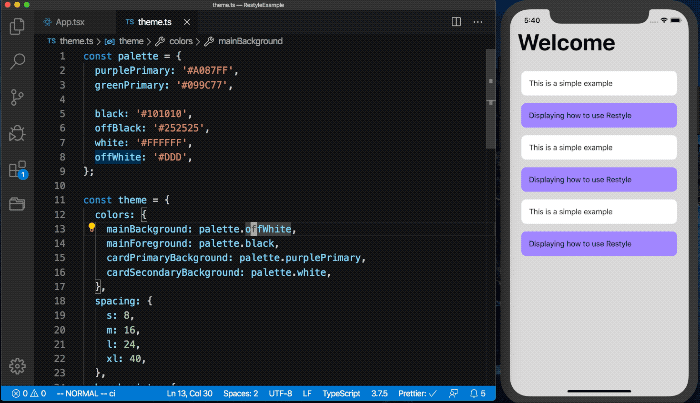 theme.ts — RestyleExample
App.tsx
TS theme.ts
TS theme.ts > theme > colors > mainBackground
1 const palette = {
2 purplePrimary: '#A087FF',
3 greenPrimary: '#099C77',
4
5 black: '#101010',
6 offBlack: '#252525',
7 white: '#FFFFFF',
8 offWhite: '#DDD',
9 };
10
11 const theme = {
12 colors: {
13 mainBackground: palette.offWhite,
14 mainForeground: palette.black,
15 cardPrimaryBackground: palette.purplePrimary,
16 cardSecondaryBackground: palette.white,
17 },
18 spacing: {
19 s: 8,
20 m: 16,
21 l: 24,
22 xl: 40,
23 },
1
0 0 -- NORMAL -- ci Ln 13, Col 30 Spaces: 2 UTF-8 LF TypeScript 3.7.5 Prettier: ✓ 5
5:40
Welcome
This is a simple example
Displaying how to use Restyle
This is a simple example
Displaying how to use Restyle
This is a simple example
Displaying how to use Restyle